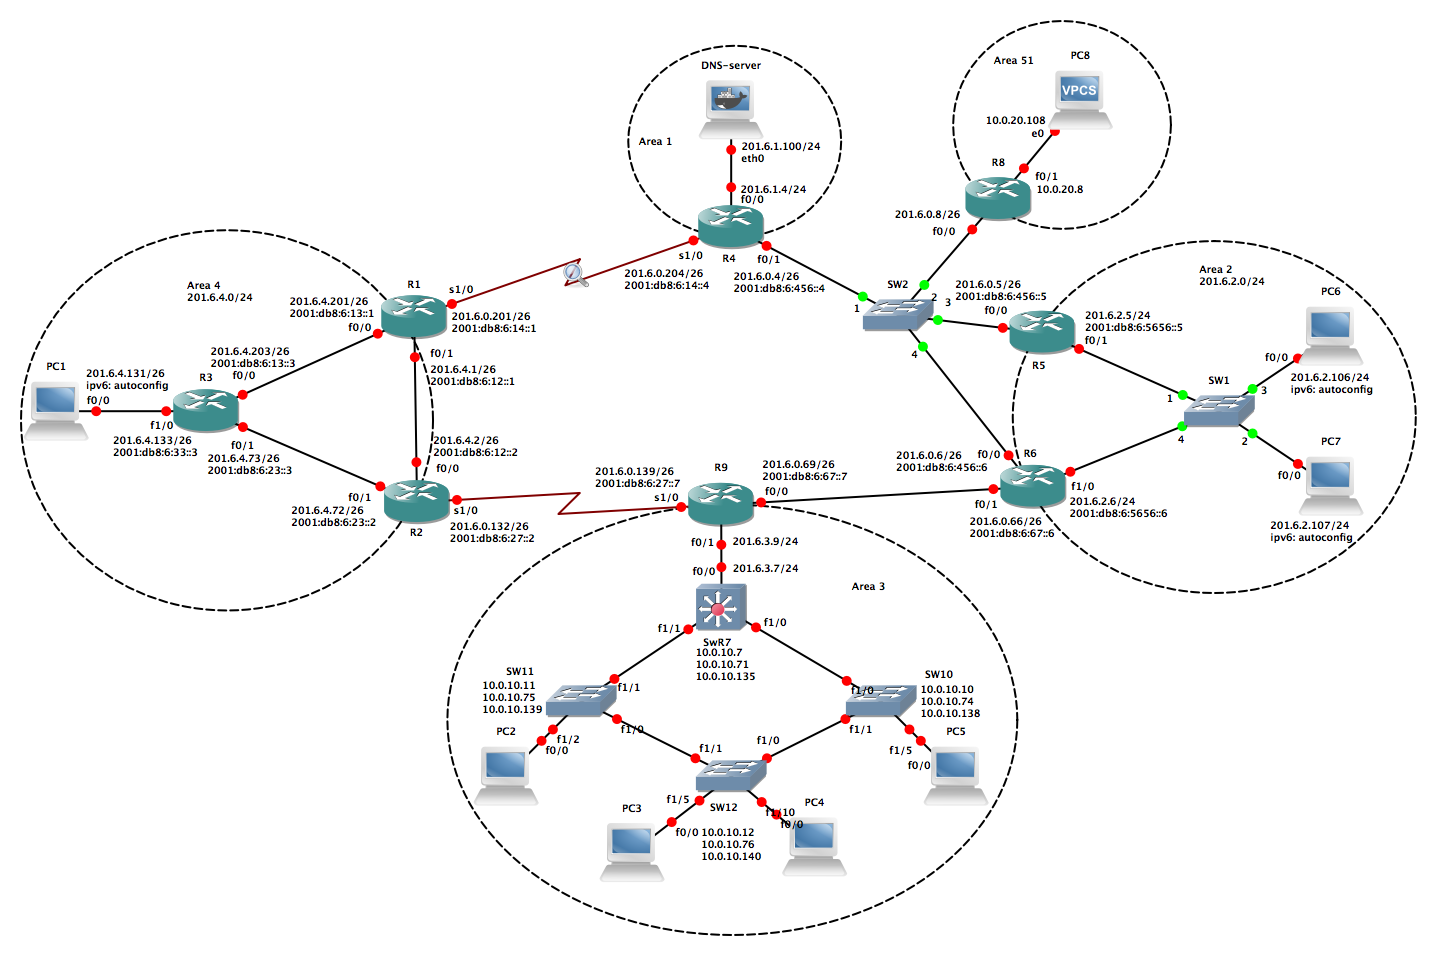 DNS-server
Area 1
201.6.1.100/24
eth0
201.6.1.4/24
f0/0
R4
s1/0
201.6.0.204/26
2001:db8:6:14::4
f0/1
201.6.0.4/26
2001:db8:6:456::4
Area 51
PC8
VPCS
10.0.20.108
e0
R8
f0/1
10.0.20.8
201.6.0.8/26
f0/0
SW2
1
2
3
4
201.6.0.5/26
2001:db8:6:456::5
f0/0
R5
201.6.2.5/24
2001:db8:6:5656::5
f0/1
Area 2
201.6.2.0/24
PC6
f0/0
201.6.2.106/24
ipv6: autoconfig
SW1
1
3
4
2
PC7
f0/0
201.6.2.107/24
ipv6: autoconfig
R6
f0/0
201.6.0.6/26
2001:db8:6:456::6
f1/0
201.6.2.6/24
2001:db8:6:5656::6
f0/1
201.6.0.66/26
2001:db8:6:67::6
Area 4
201.6.4.0/24
R1
s1/0
201.6.0.201/26
2001:db8:6:14::1
201.6.4.201/26
2001:db8:6:13::1
f0/0
f0/1
201.6.4.1/26
2001:db8:6:12::1
201.6.4.203/26
2001:db8:6:13::3
f0/0
R3
PC1
201.6.4.131/26
ipv6: autoconfig
f0/0
f1/0
201.6.4.133/26
2001:db8:6:33::3
f0/1
201.6.4.73/26
2001:db8:6:23::3
201.6.4.2/26
2001:db8:6:12::2
f0/0
f0/1
201.6.4.72/26
2001:db8:6:23::2
R2
s1/0
201.6.0.132/26
2001:db8:6:27::2
201.6.0.139/26
2001:db8:6:27::7
s1/0
R9
201.6.0.69/26
2001:db8:6:67::7
f0/0
f0/1
201.6.3.9/24
f0/0
201.6.3.7/24
Area 3
f1/1
f1/0
SwR7
10.0.10.7
10.0.10.71
10.0.10.135
SW11
10.0.10.11
10.0.10.75
10.0.10.139
f1/1
f1/0
f1/2
f0/0
PC2
SW10
10.0.10.10
10.0.10.74
10.0.10.138
f1/0
f1/1
f1/5
f0/0
PC5
f1/1
f1/0
SW12
10.0.10.12
10.0.10.76
10.0.10.140
f1/5
f0/0
PC3
f1/10
f0/0
PC4